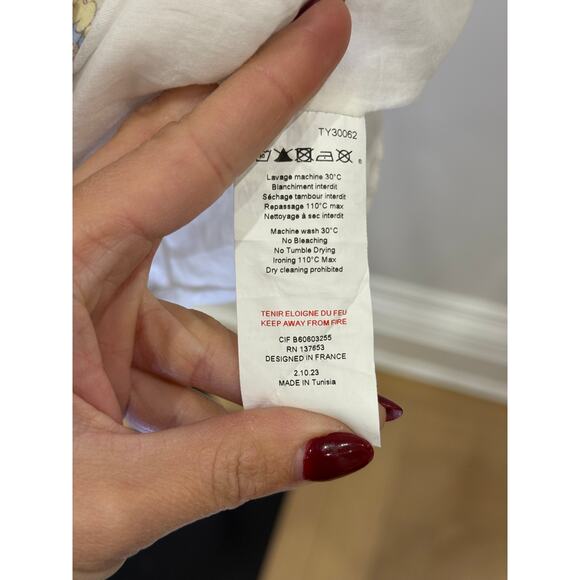 TY30062
Lavage machine 30°C
Blanchiment interdit
Séchage tambour interdit
Repassage 110°C max
Nettoyage à sec interdit
Machine wash 30°C
No Bleaching
No Tumble Drying
Ironing 110°C Max
Dry cleaning prohibited
TENIR ELOIGNE DU FEU
KEEP AWAY FROM FIRE
CIF B60603255
RN 137653
DESIGNED IN FRANCE
2.10.23
MADE IN Tunisia